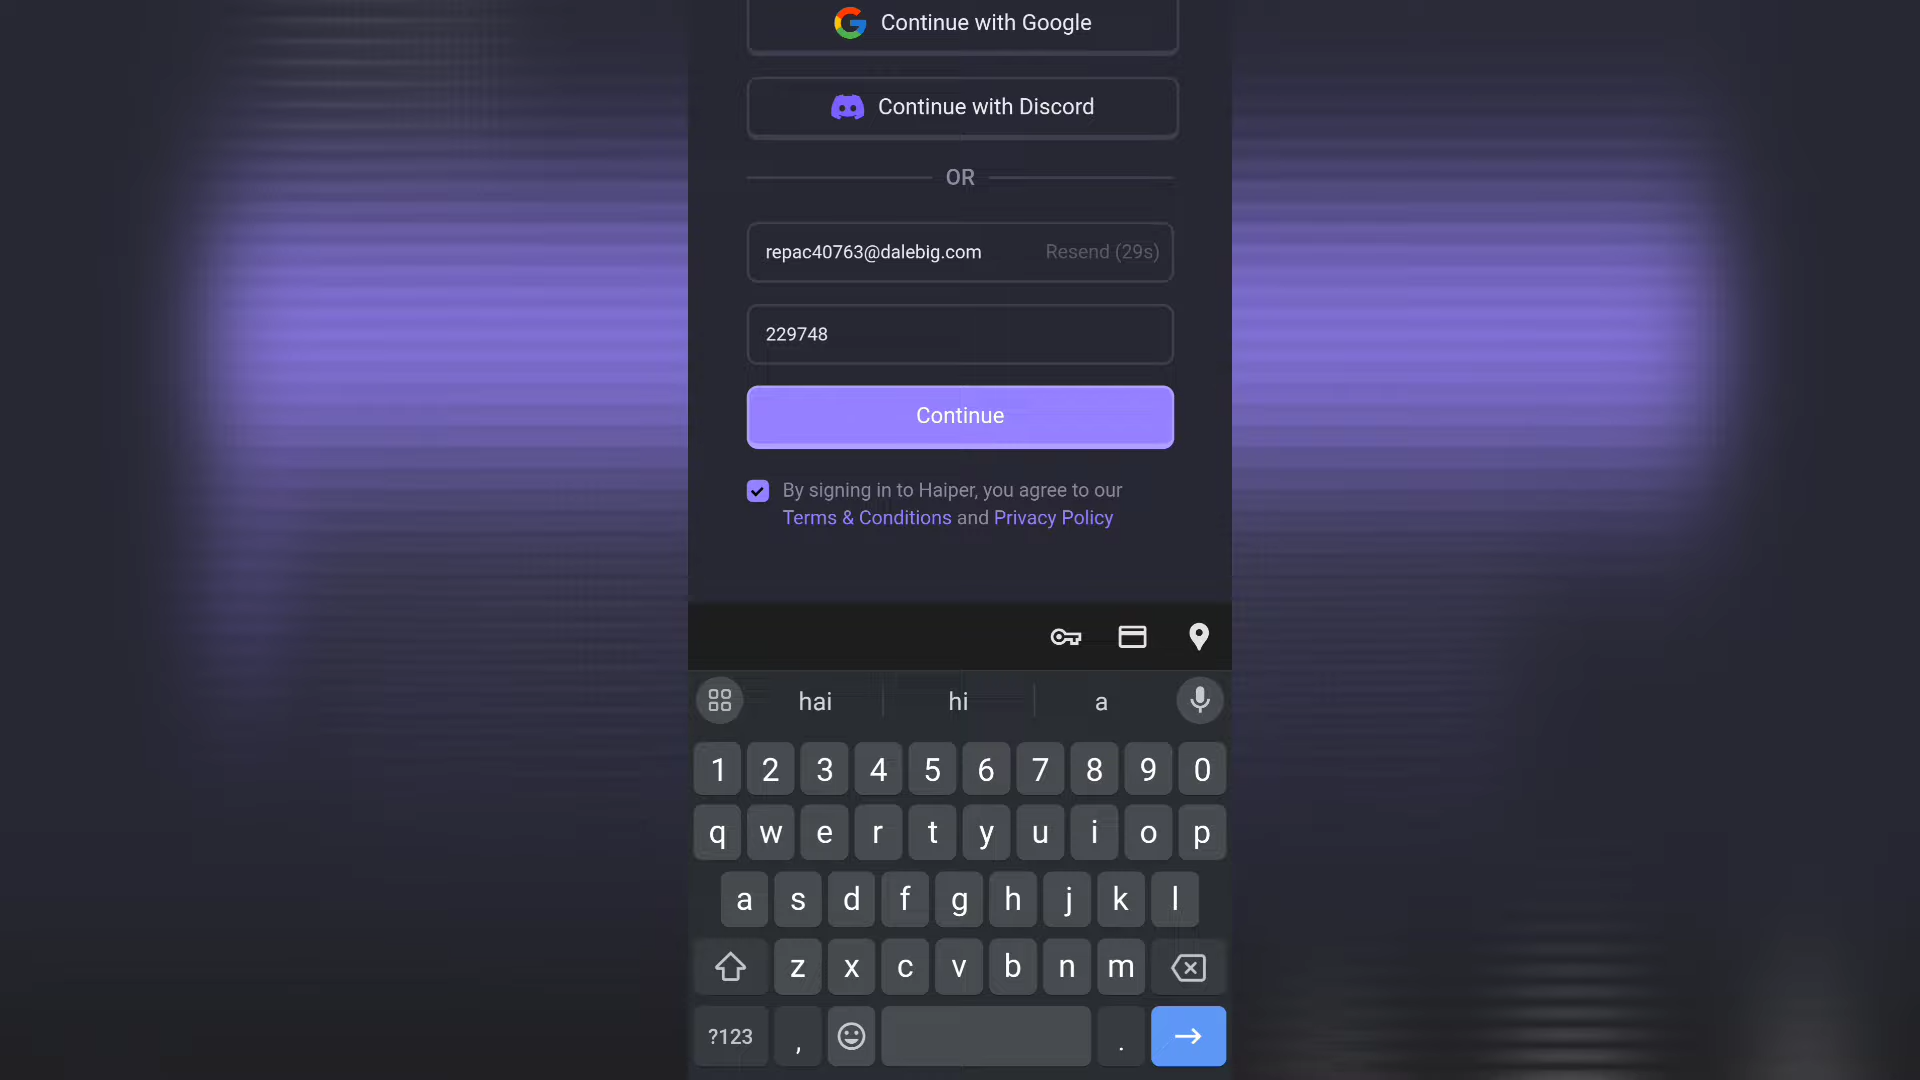 Continue with Google
Continue with Discord
OR
repac40763@dalebig.com Resend (29s)
229748
Continue
By signing in to Haiper, you agree to our
Terms & Conditions and Privacy Policy
hai hi a
1 2 3 4 5 6 7 8 9 0
q w e r t y u i o p
a s d f g h j k l
z x c v b n m
?123 , .